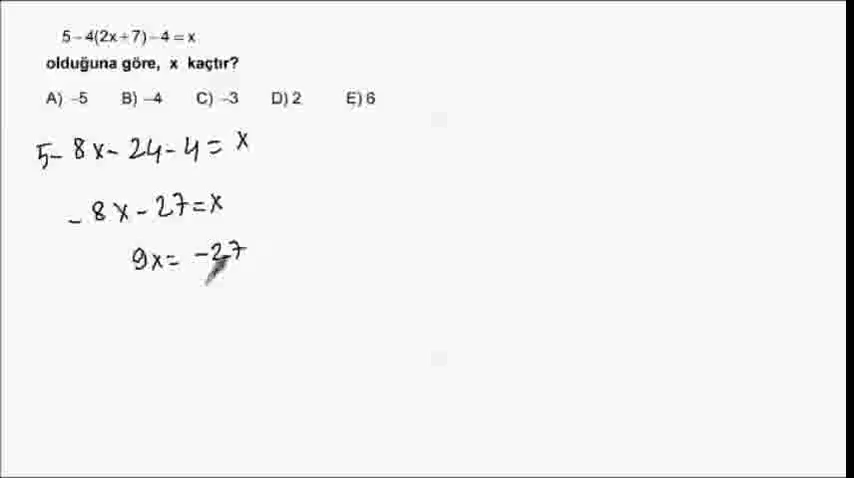 5 – 4(2x + 7) – 4 = x
olduğuna göre, x kaçtır?
A) –5 B) –4 C) –3 D) 2 E) 6
5 - 8x - 24 - 4 = x
- 8x - 27 = x
9x = -27